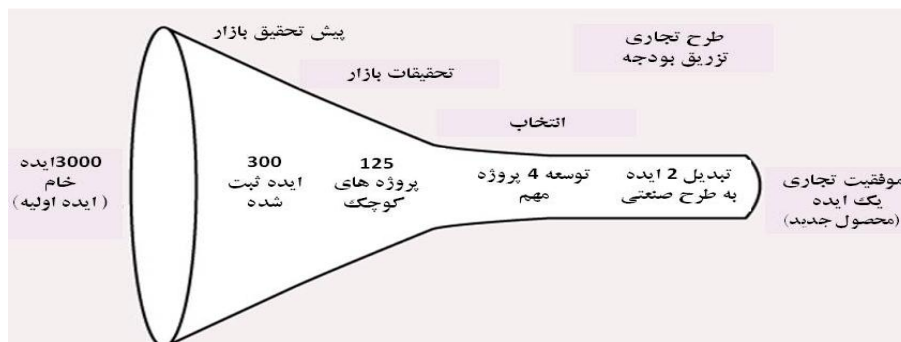 پیش تحقیق بازار
تحقیقات بازار
طرح تجاری
تزریق بودجه
انتخاب
3000ایده
خام
( ایده اولیه)
300
ایده ثبت
شده
125
پروژه های
کوچک
توسعه 4 پروژه
مهم
تبدیل 2 ایده
به طرح صنعتی
موفقیت تجاری
یک ایده
(محصول جدید)